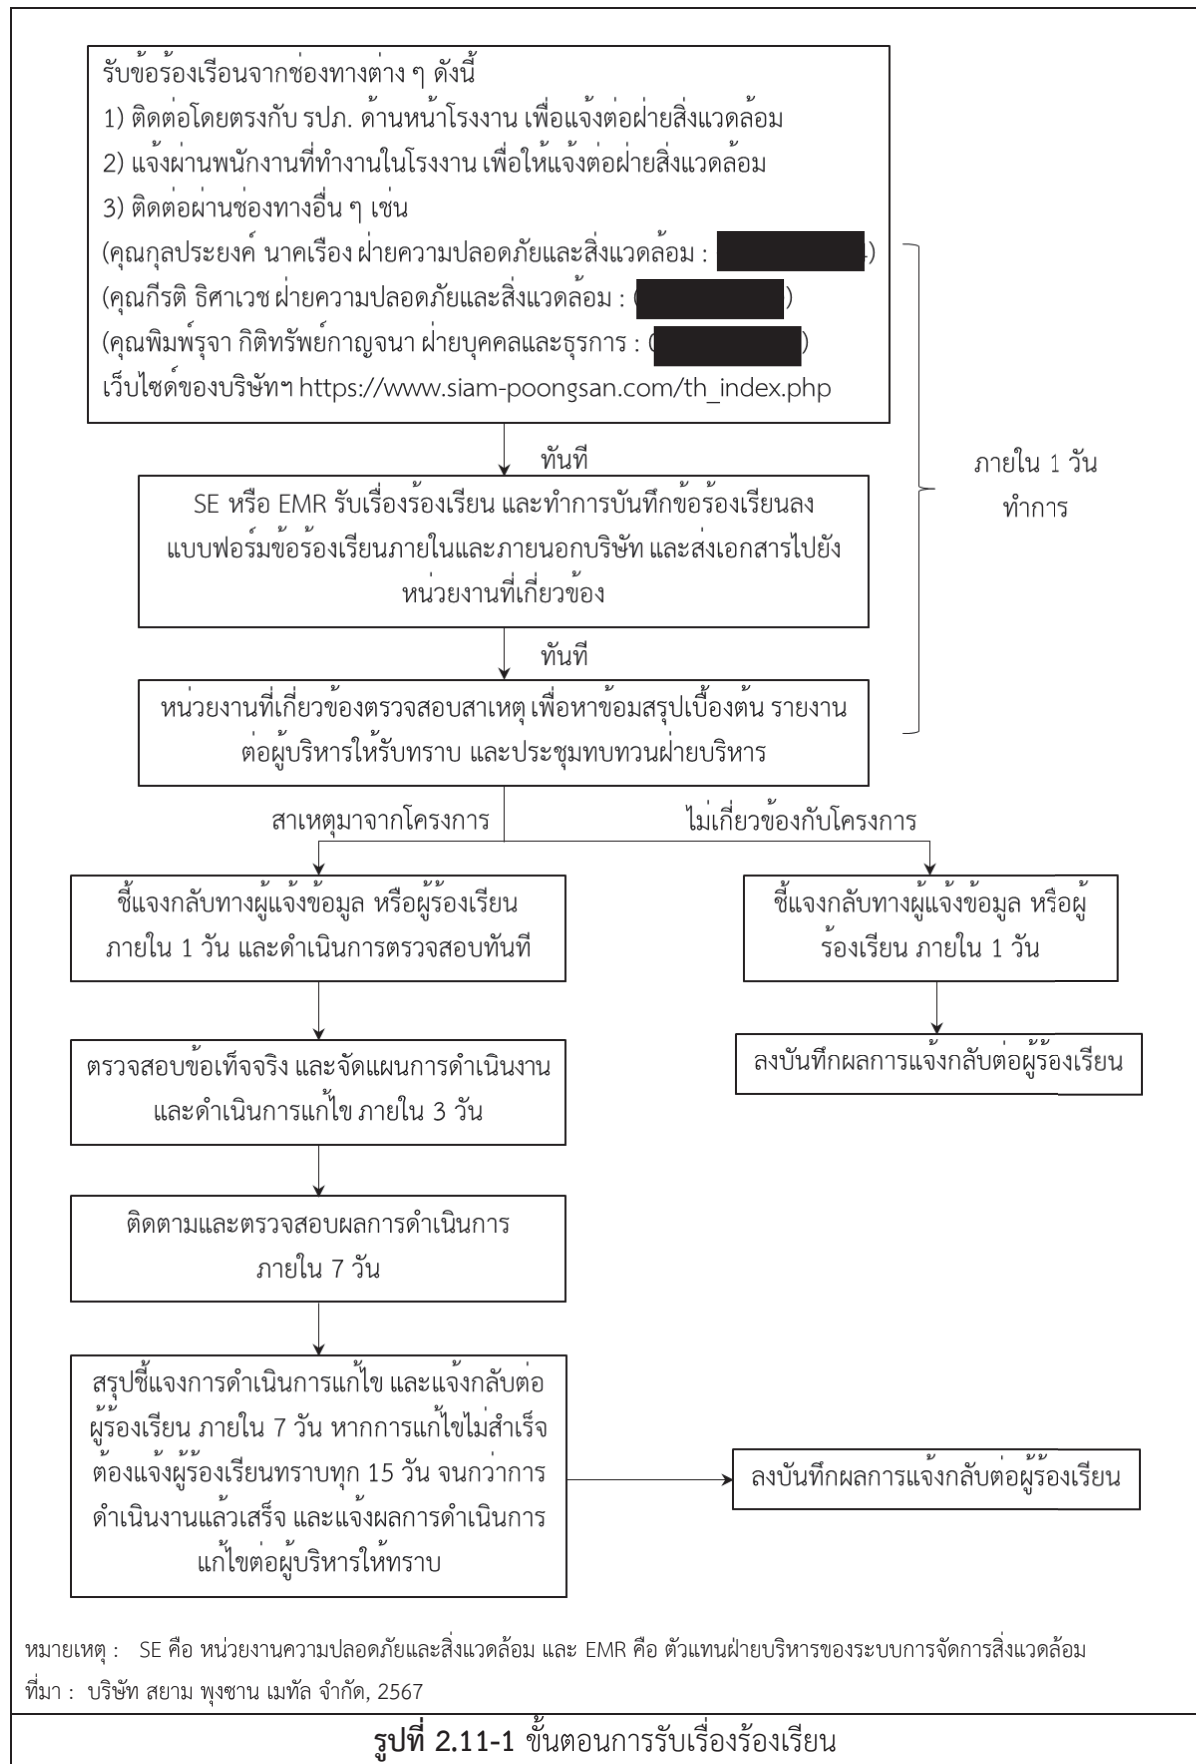 รับข้อร้องเรือนจากช่องทางต่าง ๆ ดังนี้
1) ติดต่อโดยตรงกับ รปภ. ด้านหน้าโรงงาน เพื่อแจ้งต่อฝ่ายสิ่งแวดล้อม
2) แจ้งผ่านพนักงานที่ทำงานในโรงงาน เพื่อให้แจ้งต่อฝ่ายสิ่งแวดล้อม
3) ติดต่อผ่านช่องทางอื่น ๆ เช่น
(คุณกุลประยงค์ นาคเรือง ฝ่ายความปลอดภัยและสิ่งแวดล้อม : )
(คุณกีรติ ธิศาเวช ฝ่ายความปลอดภัยและสิ่งแวดล้อม : ( )
(คุณพิมพ์รุจา กิติทรัพย์กาญจนา ฝ่ายบุคคลและธุรการ : ( )
เว็บไซด์ของบริษัทฯ https://www.siam-poongsan.com/th_index.php
ทันที
ภายใน 1 วัน
ทำการ
SE หรือ EMR รับเรื่องร้องเรียน และทำการบันทึกข้อร้องเรียนลง
แบบฟอร์มข้อร้องเรียนภายในและภายนอกบริษัท และส่งเอกสารไปยัง
หน่วยงานที่เกี่ยวข้อง
ทันที
หน่วยงานที่เกี่ยวข้องตรวจสอบสาเหตุ เพื่อหาข้อมสรุปเบื้องต้น รายงาน
ต่อผู้บริหารให้รับทราบ และประชุมทบทวนฝ่ายบริหาร
สาเหตุมาจากโครงการ
ไม่เกี่ยวข้องกับโครงการ
ชี้แจงกลับทางผู้แจ้งข้อมูล หรือผู้ร้องเรียน
ภายใน 1 วัน และดำเนินการตรวจสอบทันที
ชี้แจงกลับทางผู้แจ้งข้อมูล หรือผู้
ร้องเรียน ภายใน 1 วัน
ตรวจสอบข้อเท็จจริง และจัดแผนการดำเนินงาน
และดำเนินการแก้ไข ภายใน 3 วัน
ลงบันทึกผลการแจ้งกลับต่อผู้ร้องเรียน
ติดตามและตรวจสอบผลการดำเนินการ
ภายใน 7 วัน
สรุปชี้แจงการดำเนินการแก้ไข และแจ้งกลับต่อ
ผู้ร้องเรียน ภายใน 7 วัน หากการแก้ไขไม่สำเร็จ
ต้องแจ้งผู้ร้องเรียนทราบทุก 15 วัน จนกว่าการ
ดำเนินงานแล้วเสร็จ และแจ้งผลการดำเนินการ
แก้ไขต่อผู้บริหารให้ทราบ
ลงบันทึกผลการแจ้งกลับต่อผู้ร้องเรียน
หมายเหตุ : SE คือ หน่วยงานความปลอดภัยและสิ่งแวดล้อม และ EMR คือ ตัวแทนฝ่ายบริหารของระบบการจัดการสิ่งแวดล้อม
ที่มา : บริษัท สยาม พุงซาน เมทัล จำกัด, 2567
รูปที่ 2.11-1 ขั้นตอนการรับเรื่องร้องเรียน